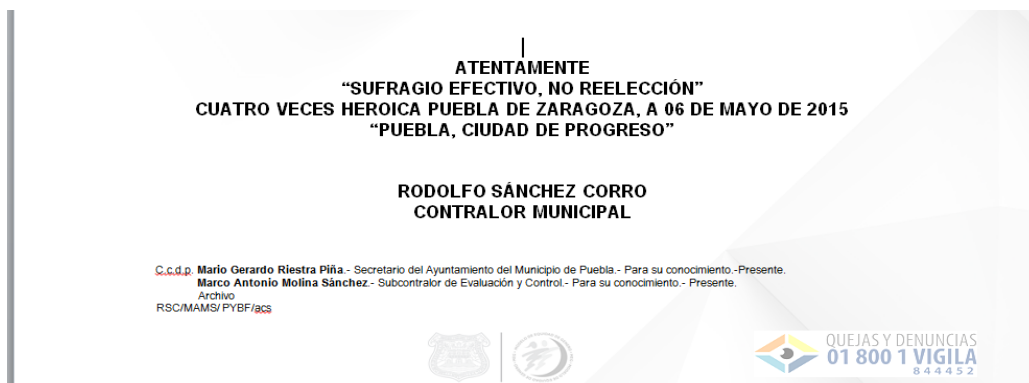 ATENTAMENTE
“SUFRAGIO EFECTIVO, NO REELECCIÓN”
CUATRO VECES HEROICA PUEBLA DE ZARAGOZA, A 06 DE MAYO DE 2015
“PUEBLA, CIUDAD DE PROGRESO”
RODOLFO SÁNCHEZ CORRO
CONTRALOR MUNICIPAL
C.c.d.p. Mario Gerardo Riestra Piña.- Secretario del Ayuntamiento del Municipio de Puebla.- Para su conocimiento.-Presente.
Marco Antonio Molina Sánchez.- Subcontralor de Evaluación y Control.- Para su conocimiento.- Presente.
Archivo
RSC/MAMS/PYBF/acs
QUEJAS Y DENUNCIAS
01 800 1 VIGILA
844452